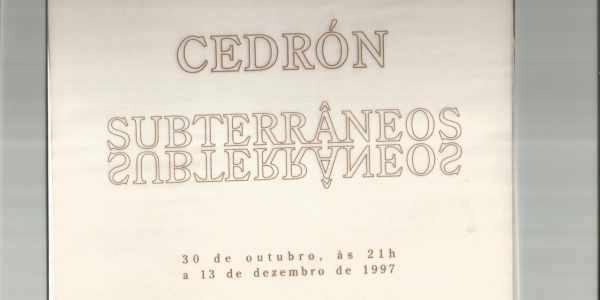 CEDRÓN
SUBTERRÂNEOS
SUBTERRÂNEOS
30 de outubro, às 21h
a 13 de dezembro de 1997